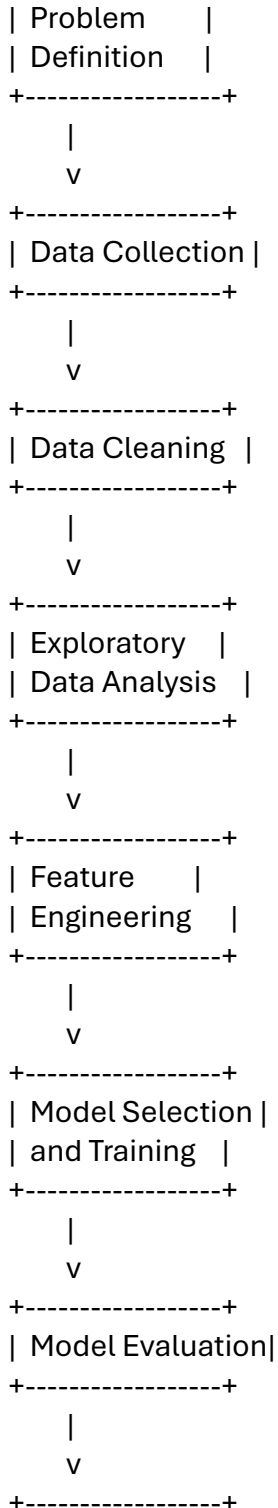 | Problem |
| Definition |
+------------------+
|
v
+------------------+
| Data Collection |
+------------------+
|
v
+------------------+
| Data Cleaning |
+------------------+
|
v
+------------------+
| Exploratory |
| Data Analysis |
+------------------+
|
v
+------------------+
| Feature |
| Engineering |
+------------------+
|
v
+------------------+
| Model Selection |
| and Training |
+------------------+
|
v
+------------------+
| Model Evaluation|
+------------------+
|
v
+------------------+